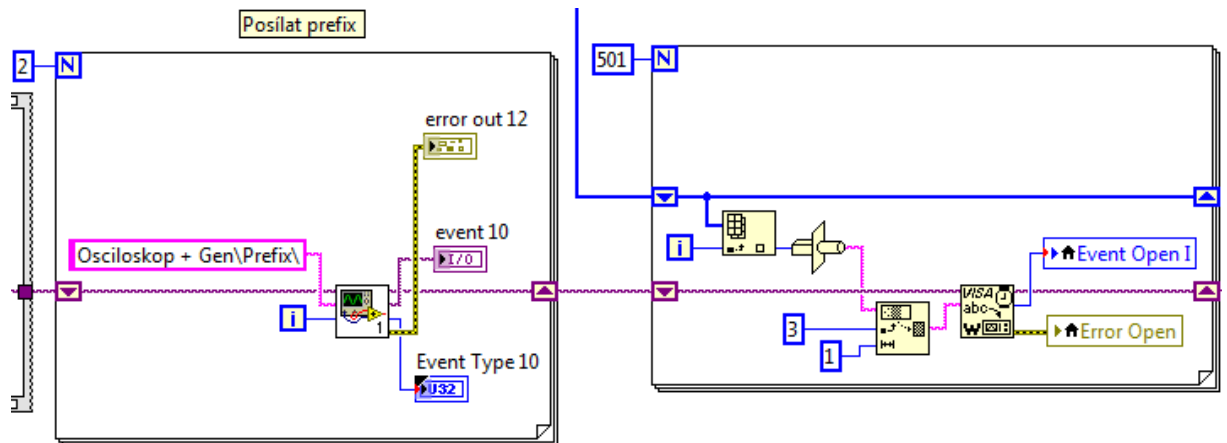 Posílat prefix
2
N
error out 12
event 10
I/O
Osciloskop + Gen\Prefix\
i
1
Event Type 10
U32
501
N
i
Event Open I
3
VISA
abc
W
1
Error Open